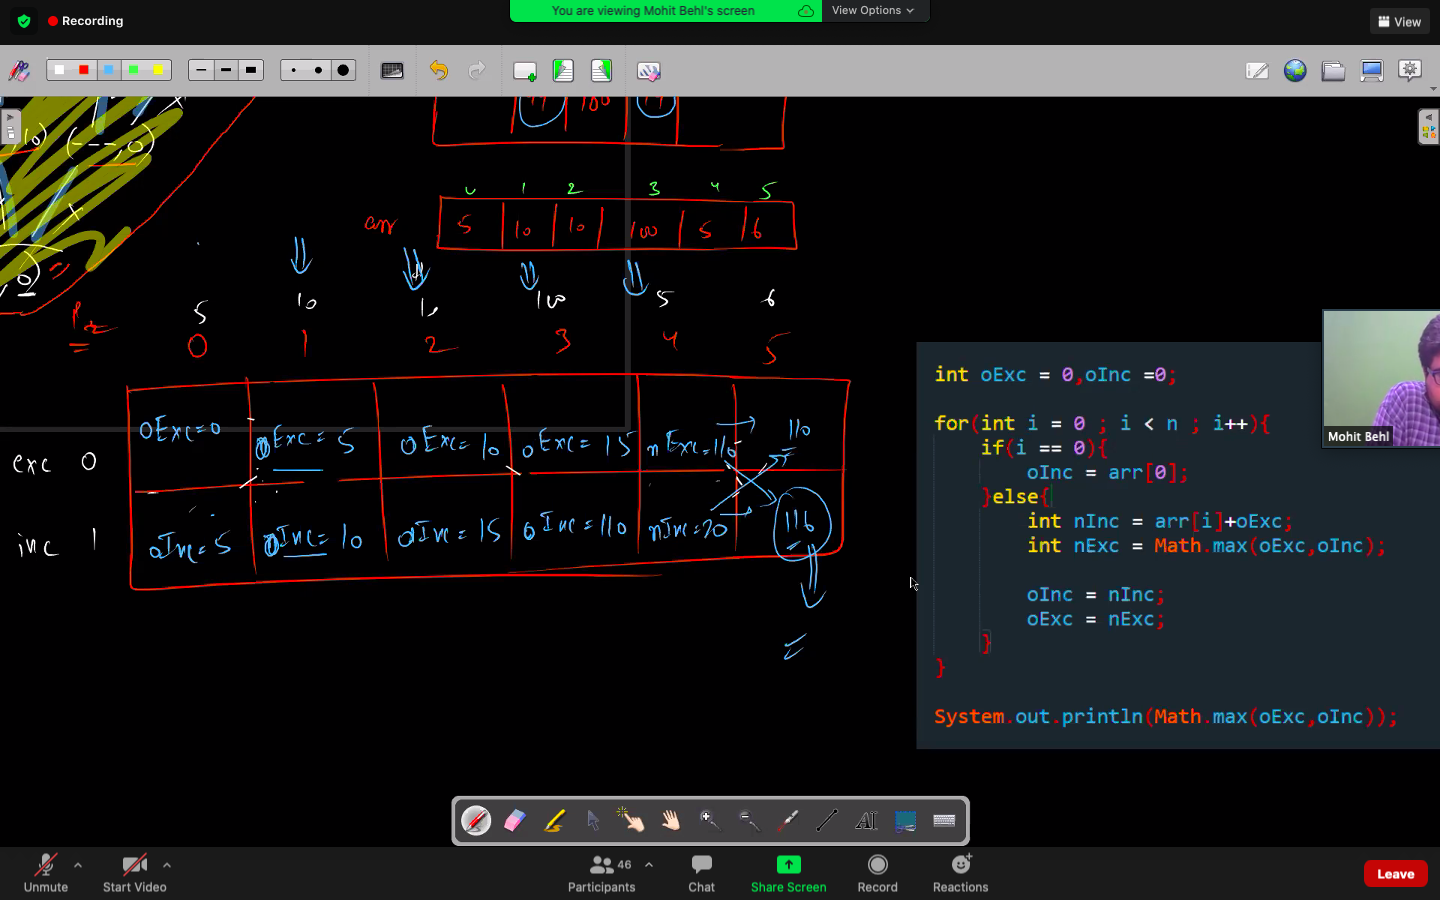 Recording
You are viewing Mohit Behl's screen
View Options
View
10) (---,0)
100
0 1 2 3 4 5
arr 5 10 10 100 5 6
,0) =
5 10 10 100 5 6
0 1 2 3 4 5
oExc=0 oExc=5 oExc=10 oExc=15 nExc=110 110
exc 0
inc 1 oInc=5 oInc=10 oInc=15 oInc=110 nInc=20 116
int oExc = 0,oInc =0;
for(int i = 0 ; i < n ; i++){
if(i == 0){
oInc = arr[0];
}else{
int nInc = arr[i]+oExc;
int nExc = Math.max(oExc,oInc);
oInc = nInc;
oExc = nExc;
}
}
System.out.println(Math.max(oExc,oInc));
Mohit Behl
AI
Unmute
Start Video
46
Participants
Chat
Share Screen
Record
Reactions
Leave